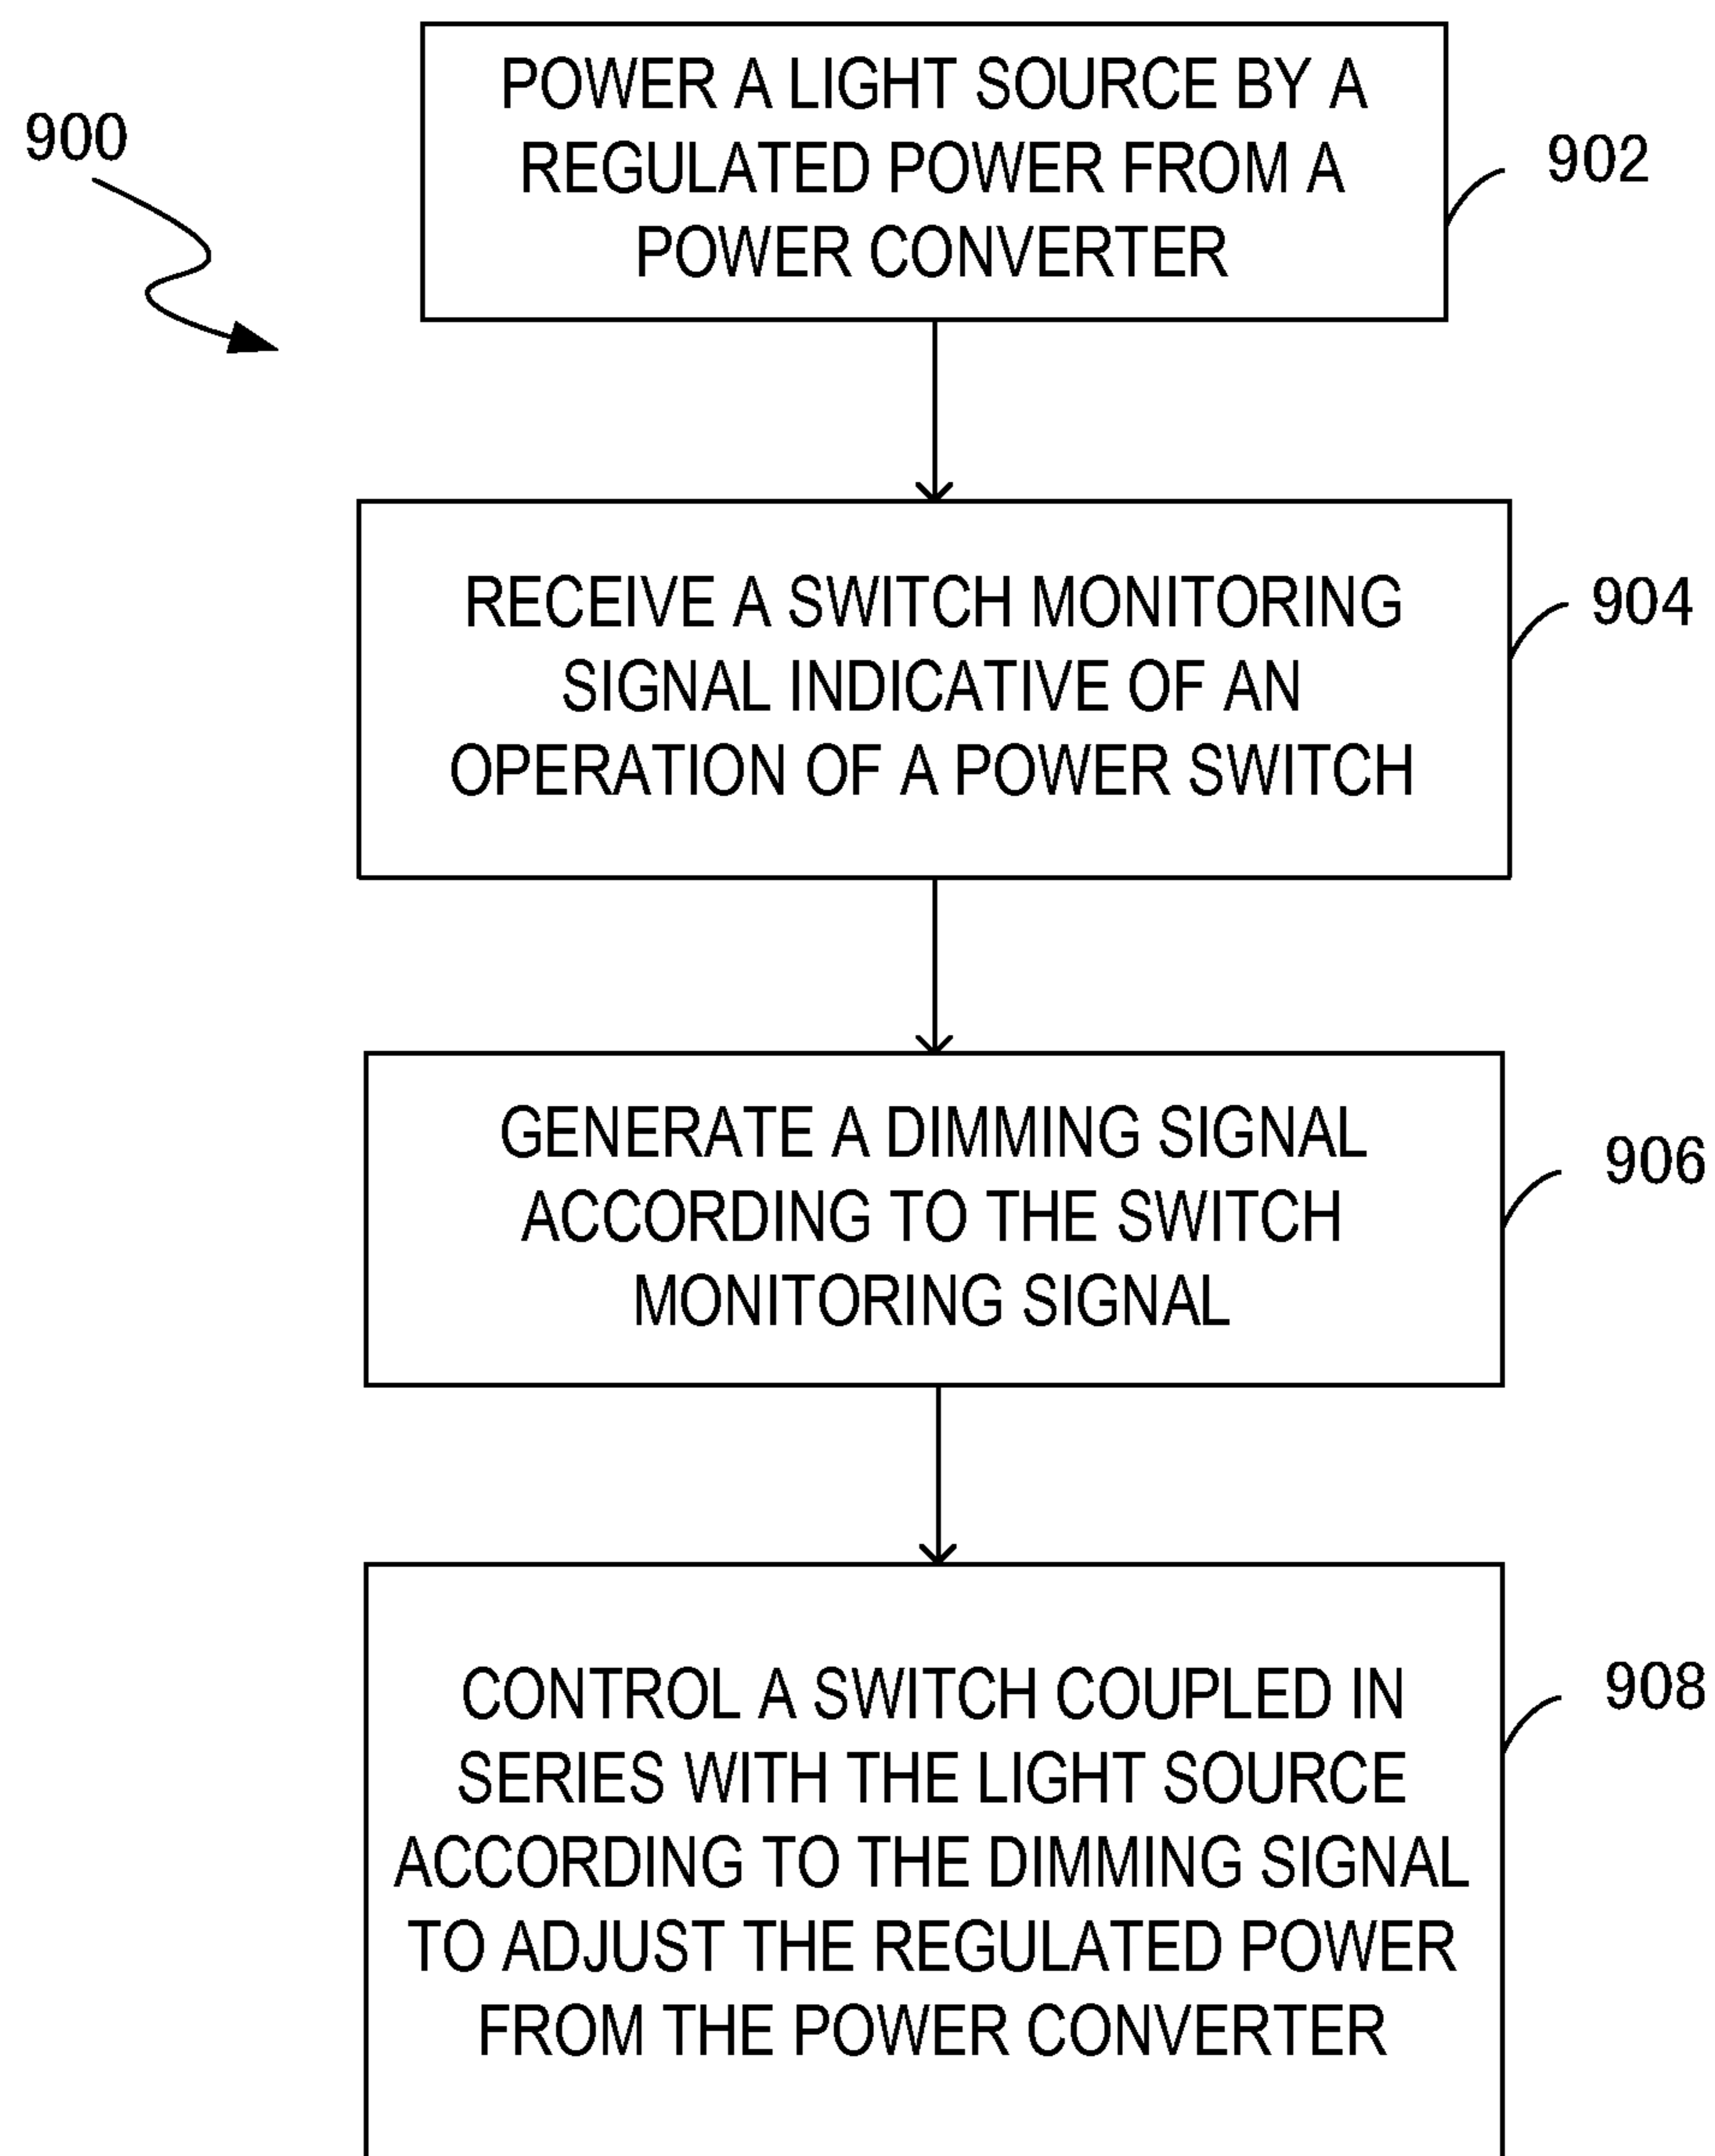 900
POWER A LIGHT SOURCE BY A
REGULATED POWER FROM A
POWER CONVERTER
902
RECEIVE A SWITCH MONITORING
SIGNAL INDICATIVE OF AN
OPERATION OF A POWER SWITCH
904
GENERATE A DIMMING SIGNAL
ACCORDING TO THE SWITCH
MONITORING SIGNAL
906
CONTROL A SWITCH COUPLED IN
SERIES WITH THE LIGHT SOURCE
ACCORDING TO THE DIMMING SIGNAL
TO ADJUST THE REGULATED POWER
FROM THE POWER CONVERTER
908